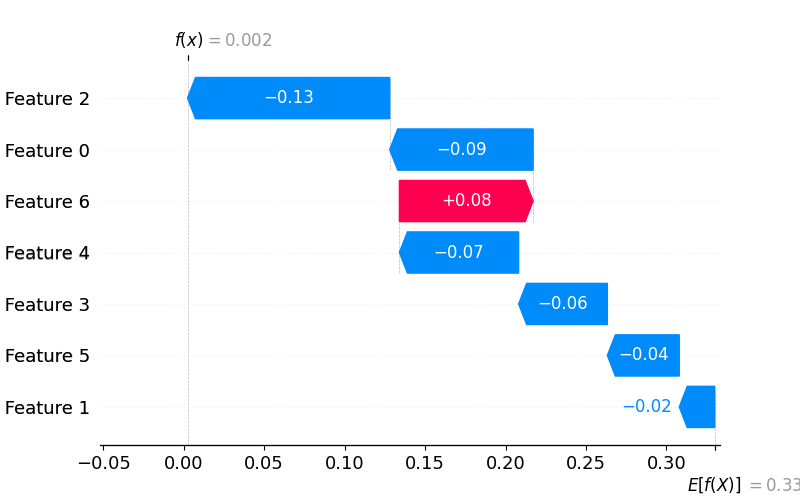 f(x) = 0.002
Feature 2 −0.13
Feature 0 −0.09
Feature 6 +0.08
Feature 4 −0.07
Feature 3 −0.06
Feature 5 −0.04
Feature 1 −0.02
−0.05 0.00 0.05 0.10 0.15 0.20 0.25 0.30
E[f(X)] = 0.33